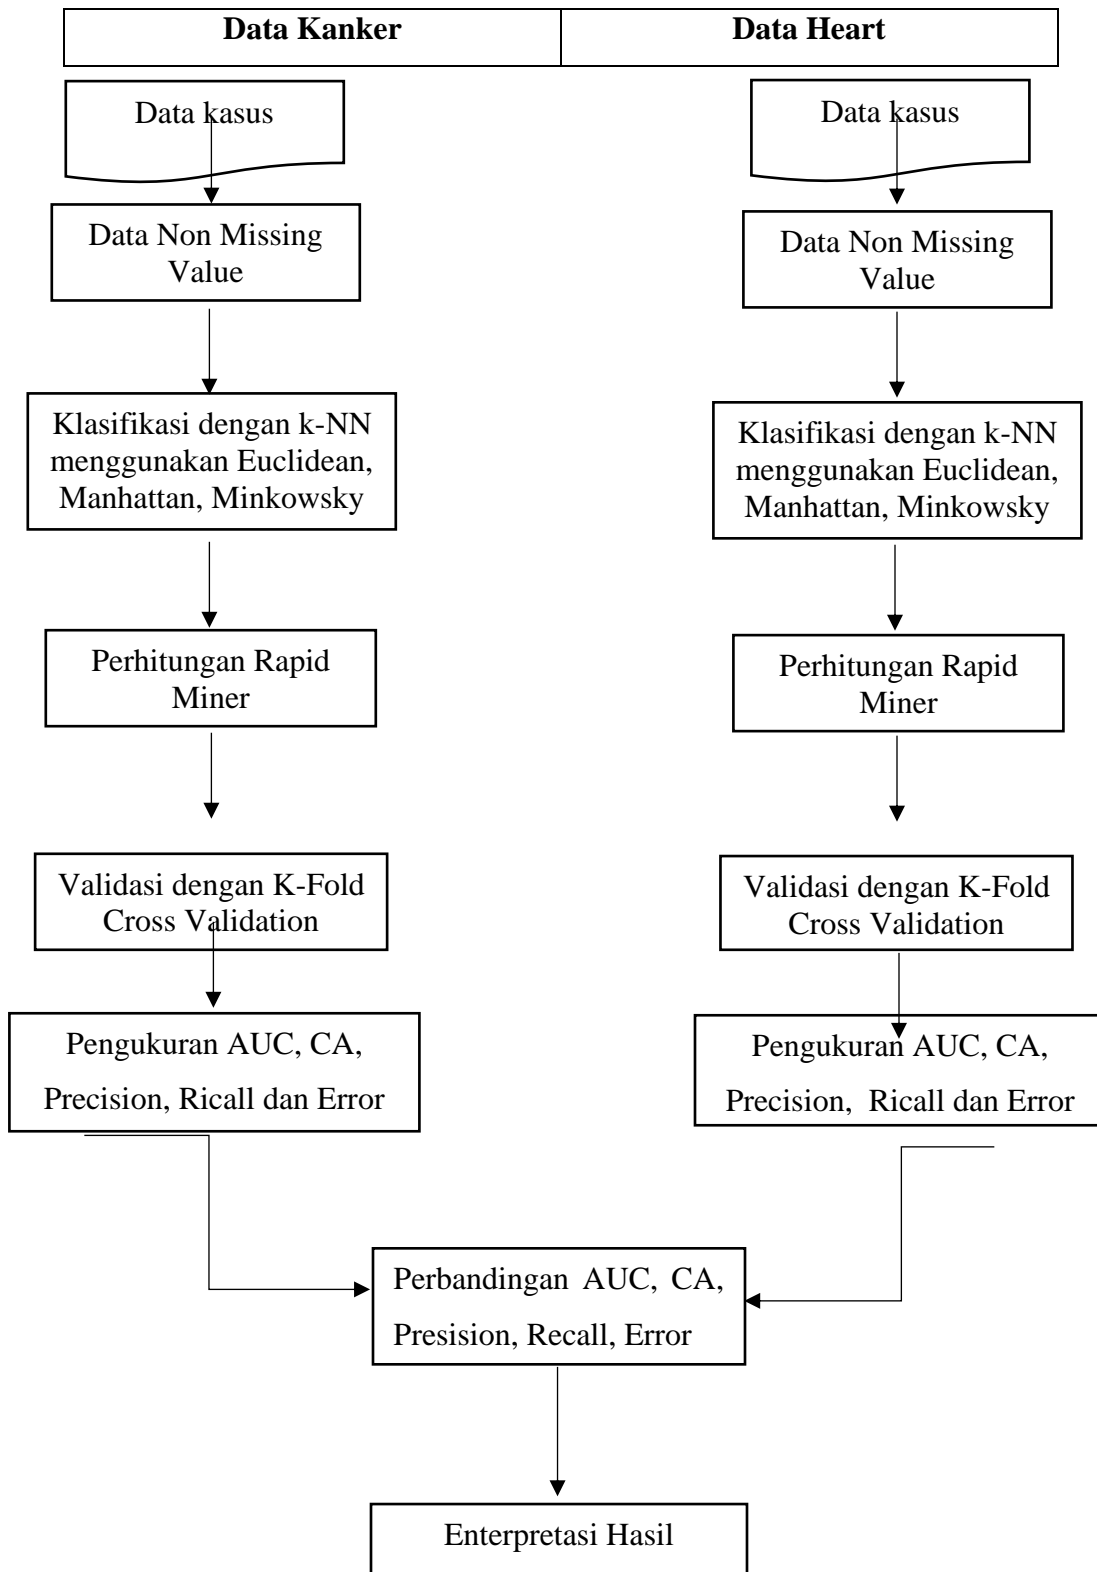 Data Kanker
Data Heart
Data kasus
Data Non Missing
Value
Klasifikasi dengan k-NN
menggunakan Euclidean,
Manhattan, Minkowsky
Perhitungan Rapid
Miner
Validasi dengan K-Fold
Cross Validation
Pengukuran AUC, CA,
Precision, Ricall dan Error
Data kasus
Data Non Missing
Value
Klasifikasi dengan k-NN
menggunakan Euclidean,
Manhattan, Minkowsky
Perhitungan Rapid
Miner
Validasi dengan K-Fold
Cross Validation
Pengukuran AUC, CA,
Precision, Ricall dan Error
Perbandingan AUC, CA,
Presision, Recall, Error
Enterpretasi Hasil